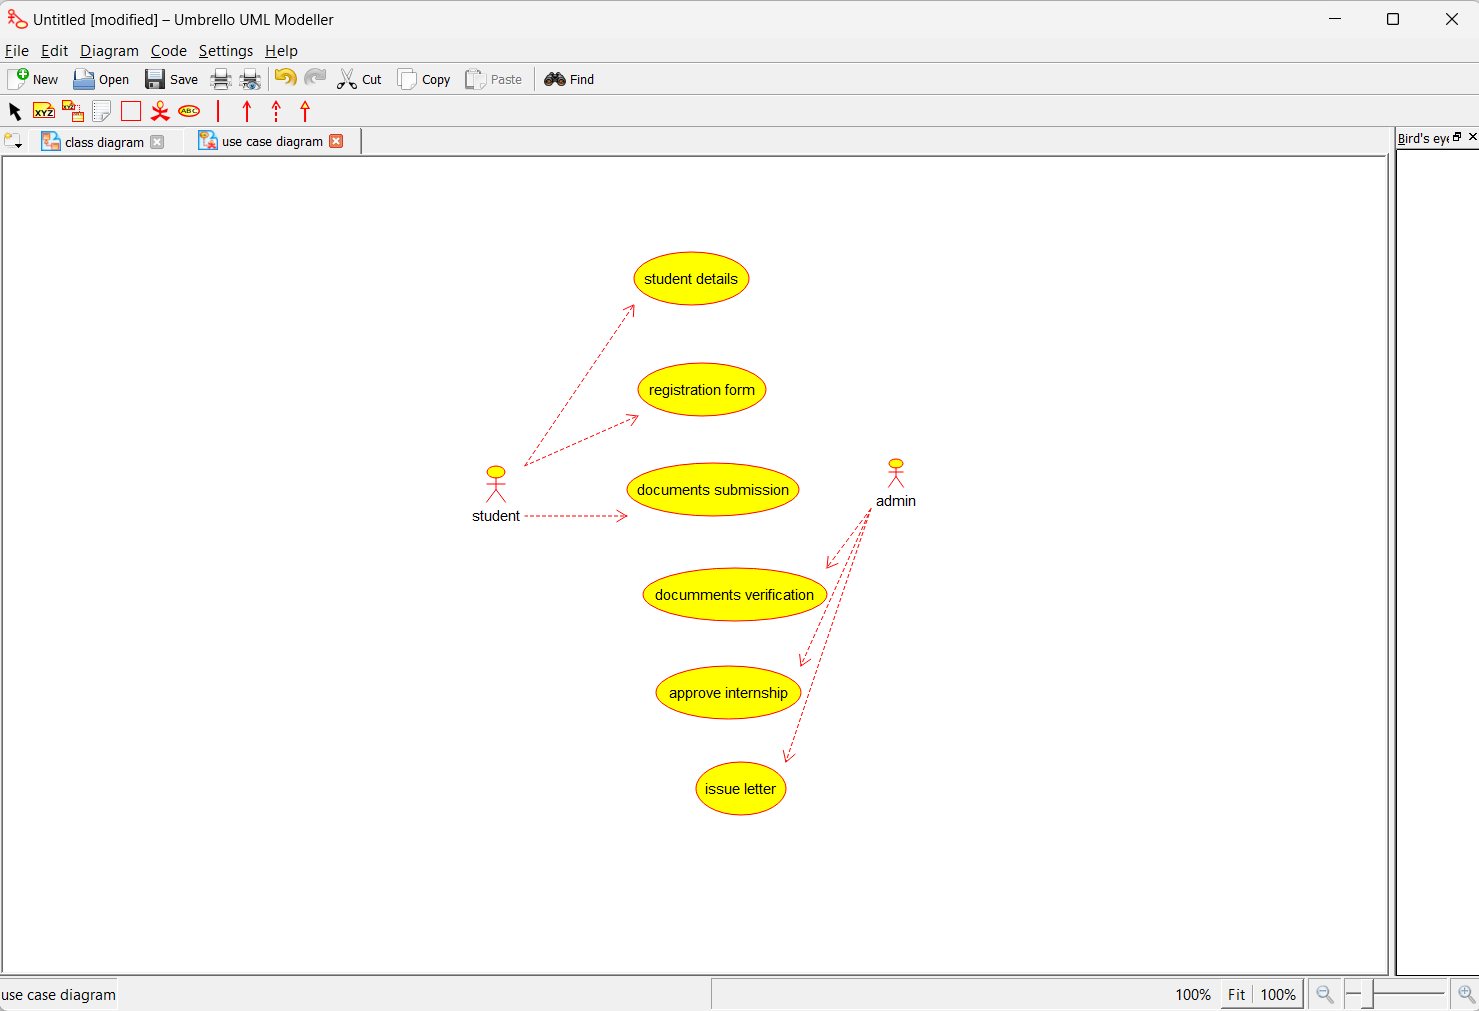 Untitled [modified] – Umbrello UML Modeller
File Edit Diagram Code Settings Help
New Open Save Cut Copy Paste Find
XYZ XYZ ABC
class diagram use case diagram Bird's eye
student details
registration form
documents submission
student
admin
documments verification
approve internship
issue letter
use case diagram 100% Fit 100%